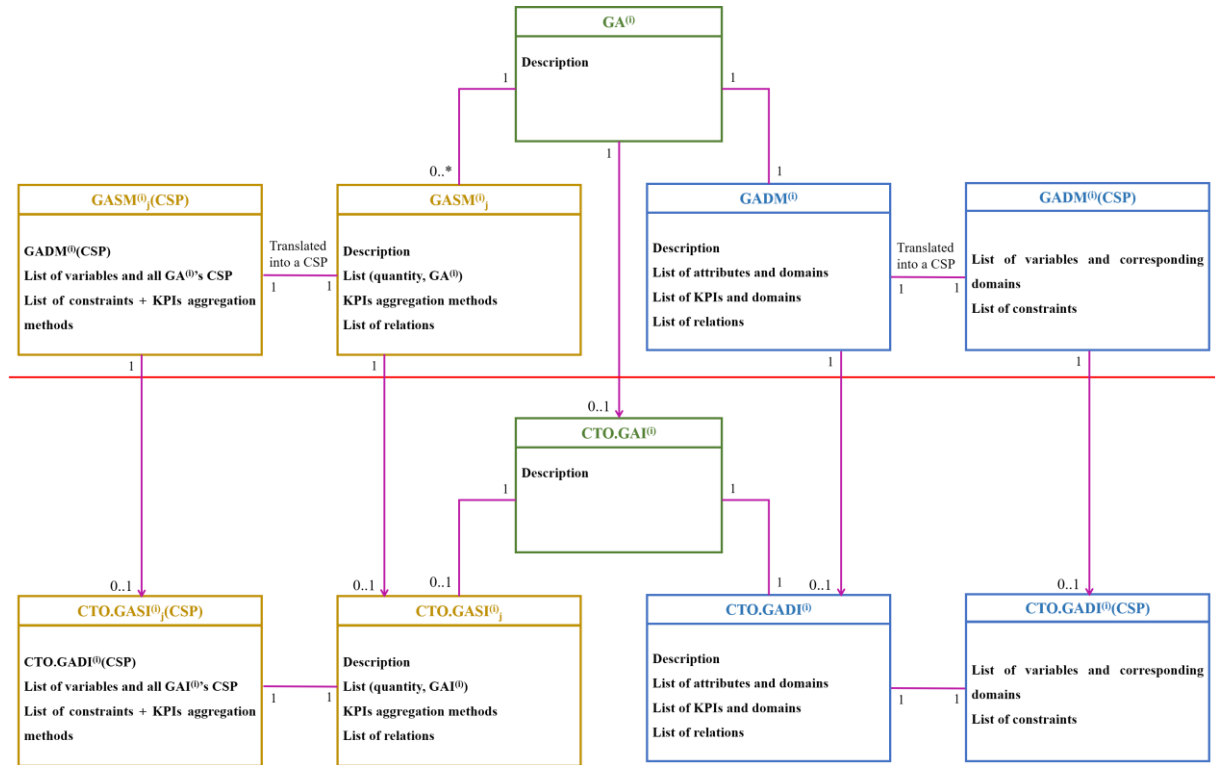 GA⁽ⁱ⁾
Description
1
1
1
0..*
1
GASM⁽ⁱ⁾ⱼ(CSP)
GADM⁽ⁱ⁾(CSP)
List of variables and all GA⁽ⁱ⁾'s CSP
List of constraints + KPIs aggregation
methods
Translated
into a CSP
1
1
GASM⁽ⁱ⁾ⱼ
Description
List (quantity, GA⁽ⁱ⁾)
KPIs aggregation methods
List of relations
GADM⁽ⁱ⁾
Description
List of attributes and domains
List of KPIs and domains
List of relations
Translated
into a CSP
1
1
GADM⁽ⁱ⁾(CSP)
List of variables and corresponding
domains
List of constraints
1
1
1
1
0..1
CTO.GAI⁽ⁱ⁾
Description
1
1
0..1
0..1
0..1
1
0..1
0..1
CTO.GASI⁽ⁱ⁾ⱼ(CSP)
CTO.GADI⁽ⁱ⁾(CSP)
List of variables and all GAI⁽ⁱ⁾'s CSP
List of constraints + KPIs aggregation
methods
1
1
CTO.GASI⁽ⁱ⁾ⱼ
Description
List (quantity, GAI⁽ⁱ⁾)
KPIs aggregation methods
List of relations
CTO.GADI⁽ⁱ⁾
Description
List of attributes and domains
List of KPIs and domains
List of relations
1
1
CTO.GADI⁽ⁱ⁾(CSP)
List of variables and corresponding
domains
List of constraints